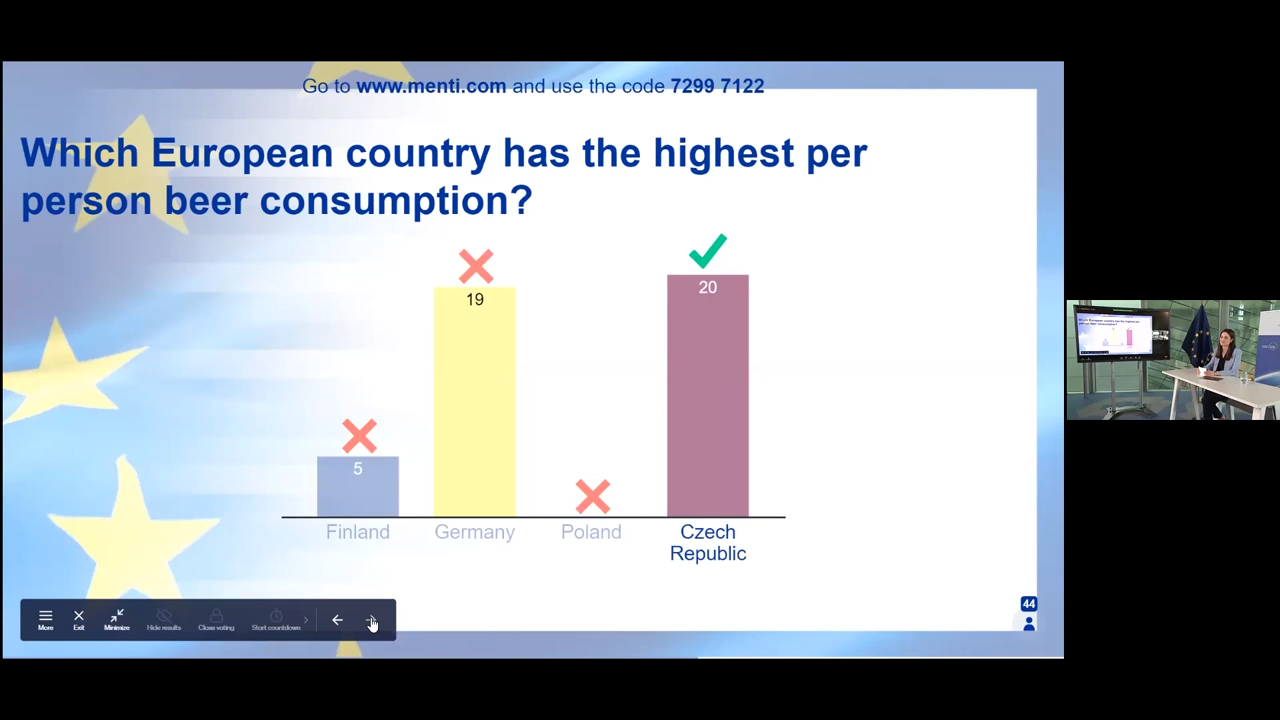 Go to www.menti.com and use the code 7299 7122
Which European country has the highest per
person beer consumption?
19
20
5
Finland
Germany
Poland
Czech
Republic
44
More
Exit
Minimize
Hide results
Close voting
Start countdown